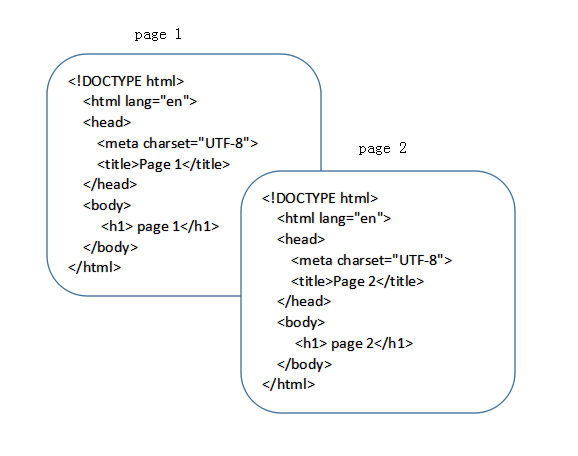 page 1
<!DOCTYPE html>
<html lang="en">
<head>
<meta charset="UTF-8">
<title>Page 1</title>
</head>
<body>
<h1> page 1</h1>
</body>
</html>
page 2
<!DOCTYPE html>
<html lang="en">
<head>
<meta charset="UTF-8">
<title>Page 2</title>
</head>
<body>
<h1> page 2</h1>
</body>
</html>